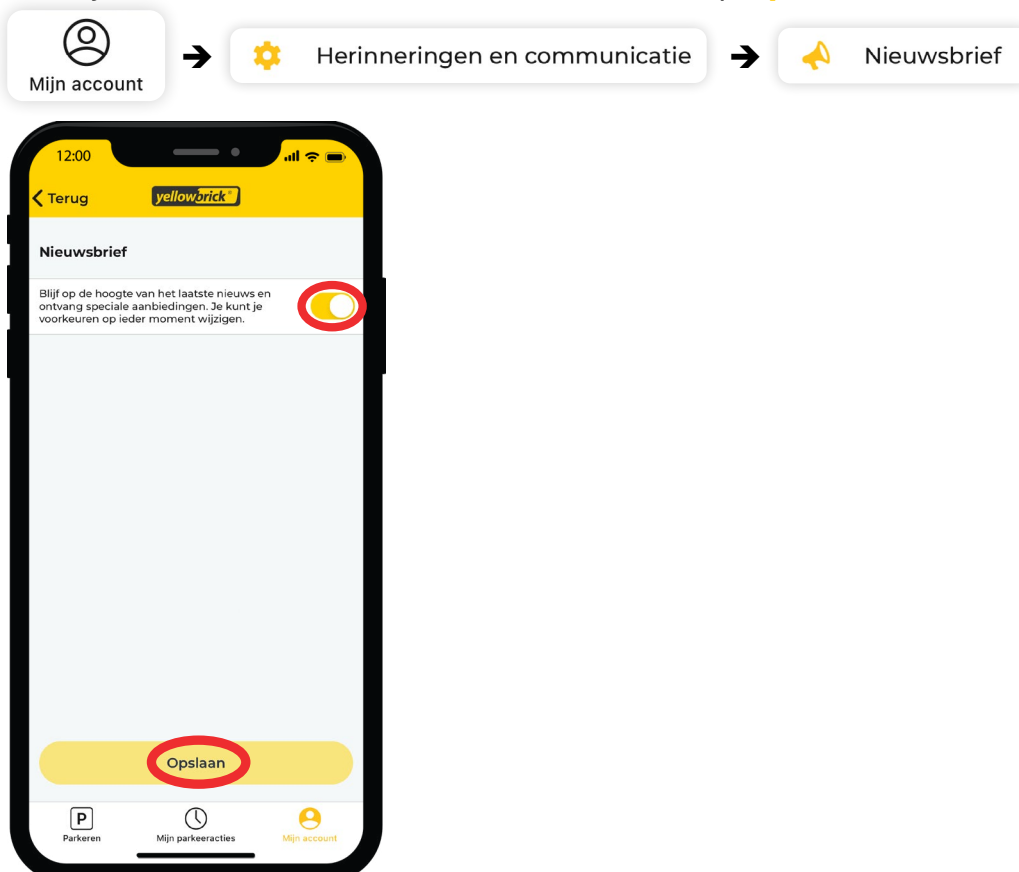 Mijn account
Herinneringen en communicatie
Nieuwsbrief
12:00
Terug
yellowbrick®
Nieuwsbrief
Blijf op de hoogte van het laatste nieuws en
ontvang speciale aanbiedingen. Je kunt je
voorkeuren op ieder moment wijzigen.
Opslaan
P
Parkeren
Mijn parkeeracties
Mijn account